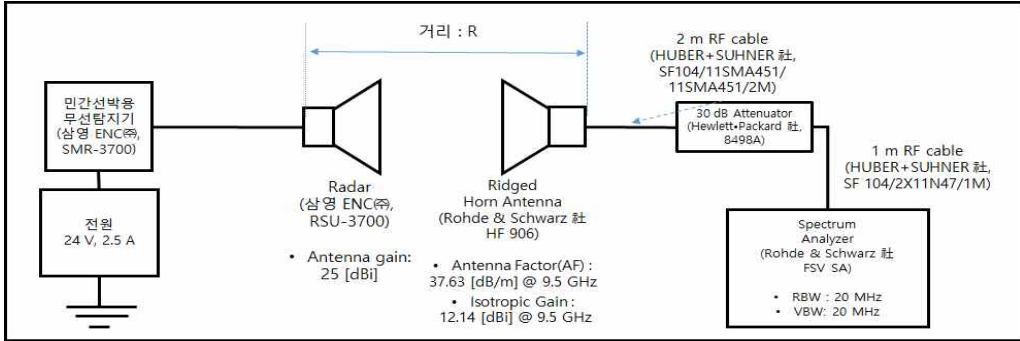 거리 : R
2 m RF cable
(HUBER+SUHNER 社,
SF104/11SMA451/
11SMA451/2M)
민간선박용
무선탐지기
(삼영 ENC㈜,
SMR-3700)
30 dB Attenuator
(Hewlett•Packard 社,
8498A)
1 m RF cable
(HUBER+SUHNER 社,
SF 104/2X11N47/1M)
Radar
(삼영 ENC㈜,
RSU-3700)
• Antenna gain:
25 [dBi]
Ridged
Horn Antenna
(Rohde & Schwarz 社
HF 906)
• Antenna Factor(AF) :
37.63 [dB/m] @ 9.5 GHz
• Isotropic Gain :
12.14 [dBi] @ 9.5 GHz
전원
24 V, 2.5 A
Spectrum
Analyzer
(Rohde & Schwarz 社
FSV SA)
• RBW : 20 MHz
• VBW: 20 MHz